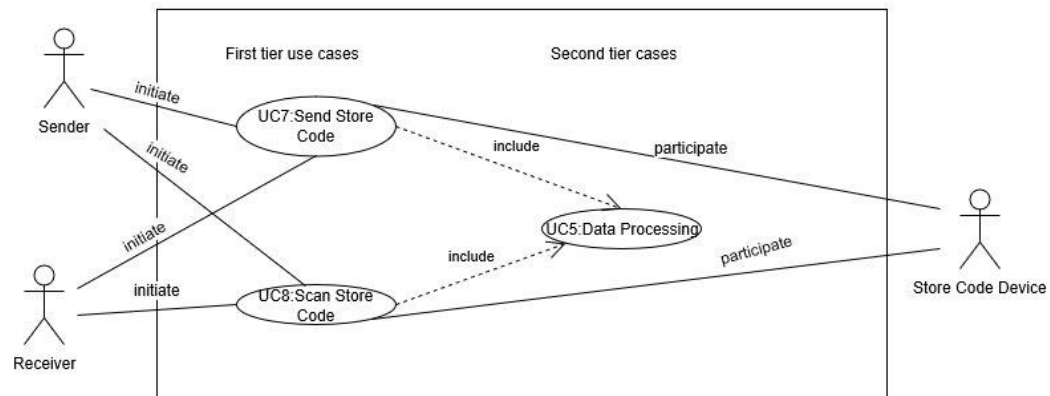 First tier use cases
Second tier cases
Sender
initiate
UC7:Send Store
Code
initiate
include
participate
initiate
UC5:Data Processing
participate
include
initiate
UC8:Scan Store
Code
Store Code Device
Receiver